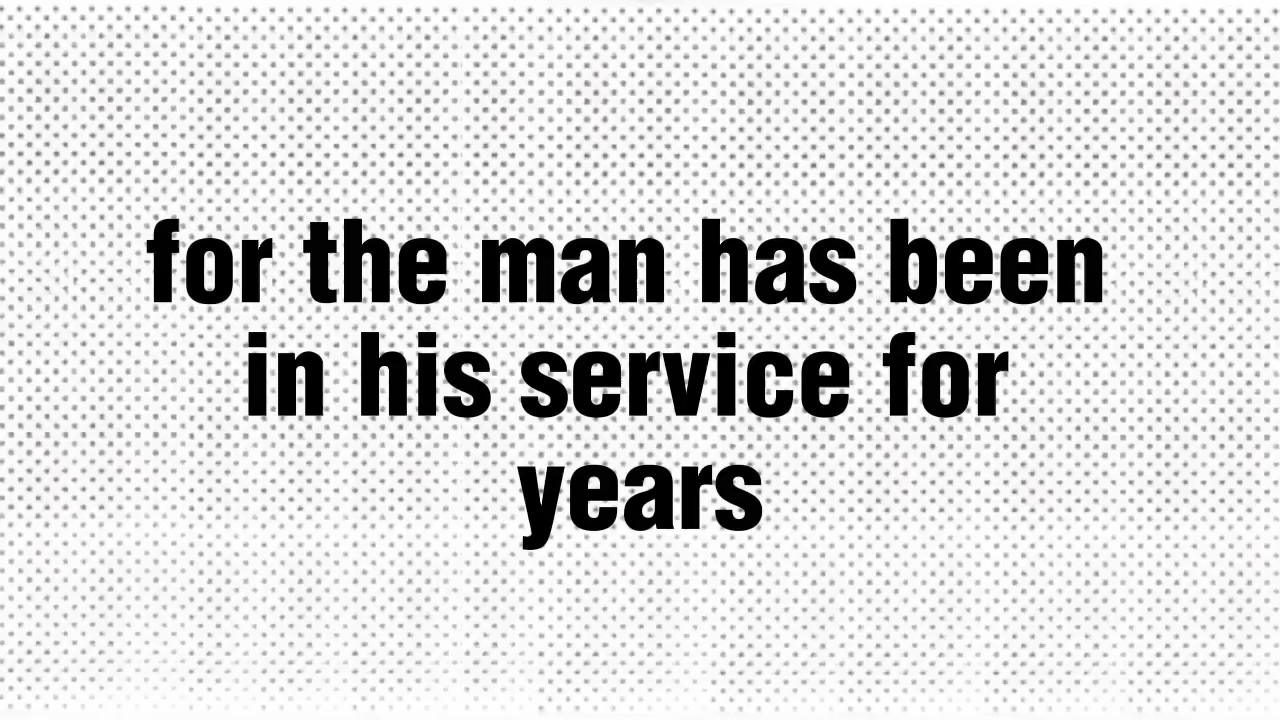 for the man has been
in his service for
years